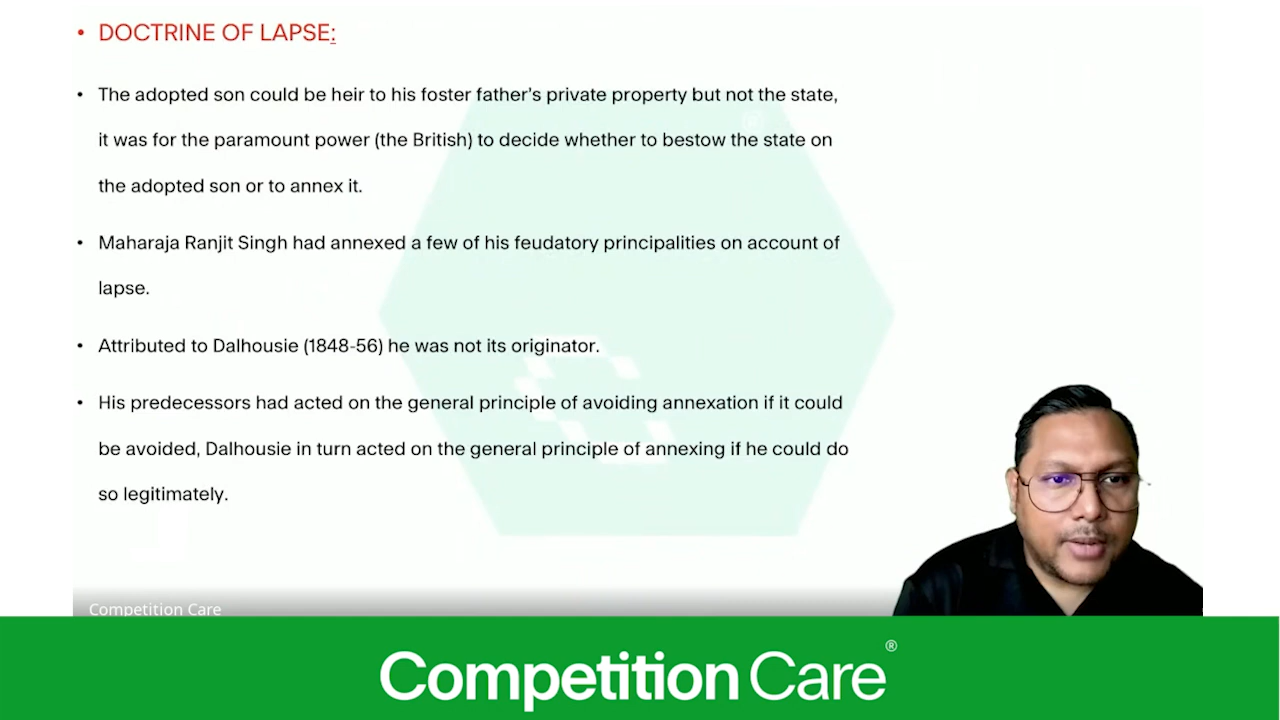 • DOCTRINE OF LAPSE:
• The adopted son could be heir to his foster father's private property but not the state,
it was for the paramount power (the British) to decide whether to bestow the state on
the adopted son or to annex it.
• Maharaja Ranjit Singh had annexed a few of his feudatory principalities on account of
lapse.
• Attributed to Dalhousie (1848-56) he was not its originator.
• His predecessors had acted on the general principle of avoiding annexation if it could
be avoided, Dalhousie in turn acted on the general principle of annexing if he could do
so legitimately.
Competition Care
Competition Care®